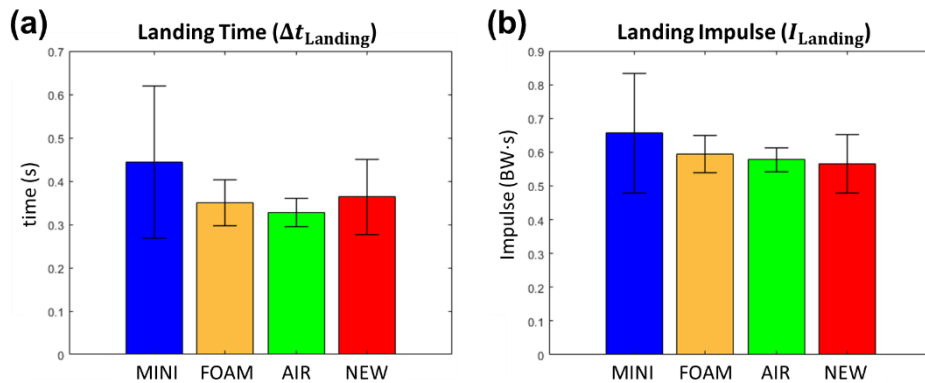 (a)
Landing Time (Δt_Landing)
0.7
0.6
0.5
0.4
0.3
0.2
0.1
0
time (s)
MINI FOAM AIR NEW
(b)
Landing Impulse (I_Landing)
0.9
0.8
0.7
0.6
0.5
0.4
0.3
0.2
0.1
0
Impulse (BW·s)
MINI FOAM AIR NEW